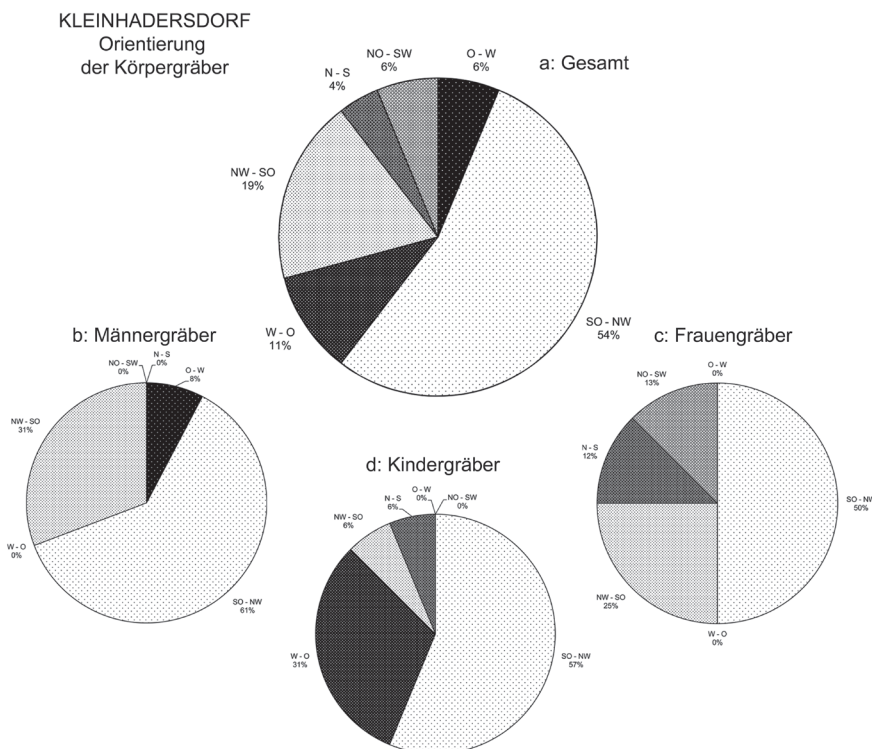 KLEINHADERSDORF
Orientierung
der Körpergräber
a: Gesamt
O - W
6%
SO - NW
54%
W - O
11%
NW - SO
19%
N - S
4%
NO - SW
6%
b: Männergräber
N - S
0%
O - W
8%
SO - NW
61%
W - O
0%
NW - SO
31%
NO - SW
0%
c: Frauengräber
O - W
0%
SO - NW
50%
W - O
0%
NW - SO
25%
N - S
12%
NO - SW
13%
d: Kindergräber
O - W
0%
NO - SW
0%
SO - NW
57%
W - O
31%
NW - SO
6%
N - S
6%